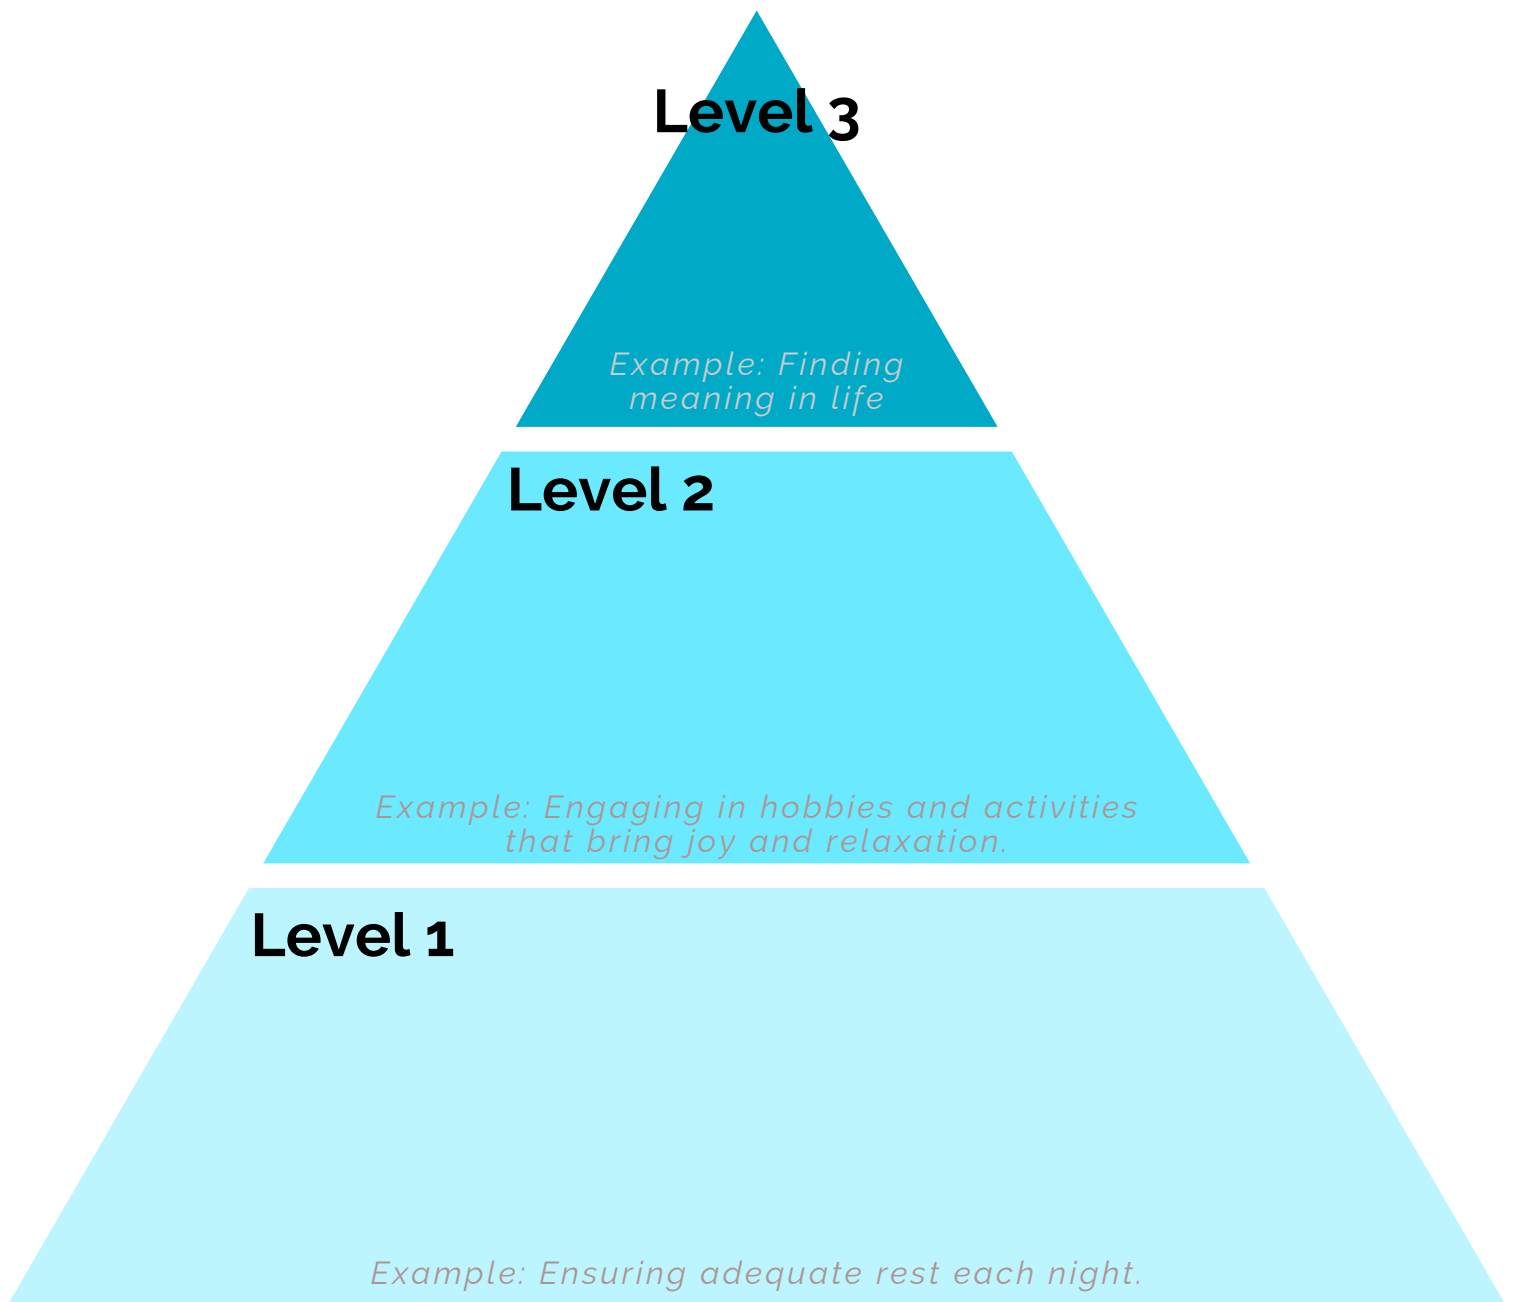 Level 3
Example: Finding
meaning in life
Level 2
Example: Engaging in hobbies and activities
that bring joy and relaxation.
Level 1
Example: Ensuring adequate rest each night.